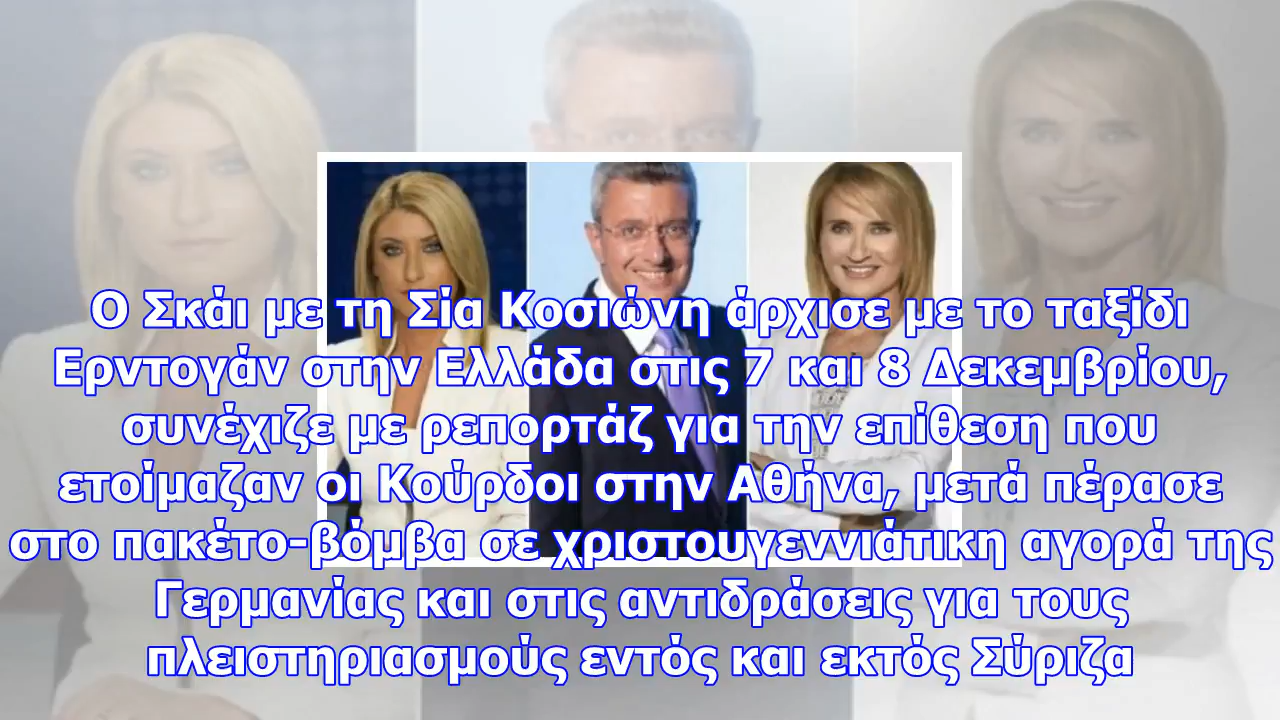 Ο Σκάι με τη Σία Κοσιώνη άρχισε με το ταξίδι
Ερντογάν στην Ελλάδα στις 7 και 8 Δεκεμβρίου,
συνέχιζε με ρεπορτάζ για την επίθεση που
ετοίμαζαν οι Κούρδοι στην Αθήνα, μετά πέρασε
στο πακέτο-βόμβα σε χριστουγεννιάτικη αγορά της
Γερμανίας και στις αντιδράσεις για τους
πλειστηριασμούς εντός και εκτός Σύριζα